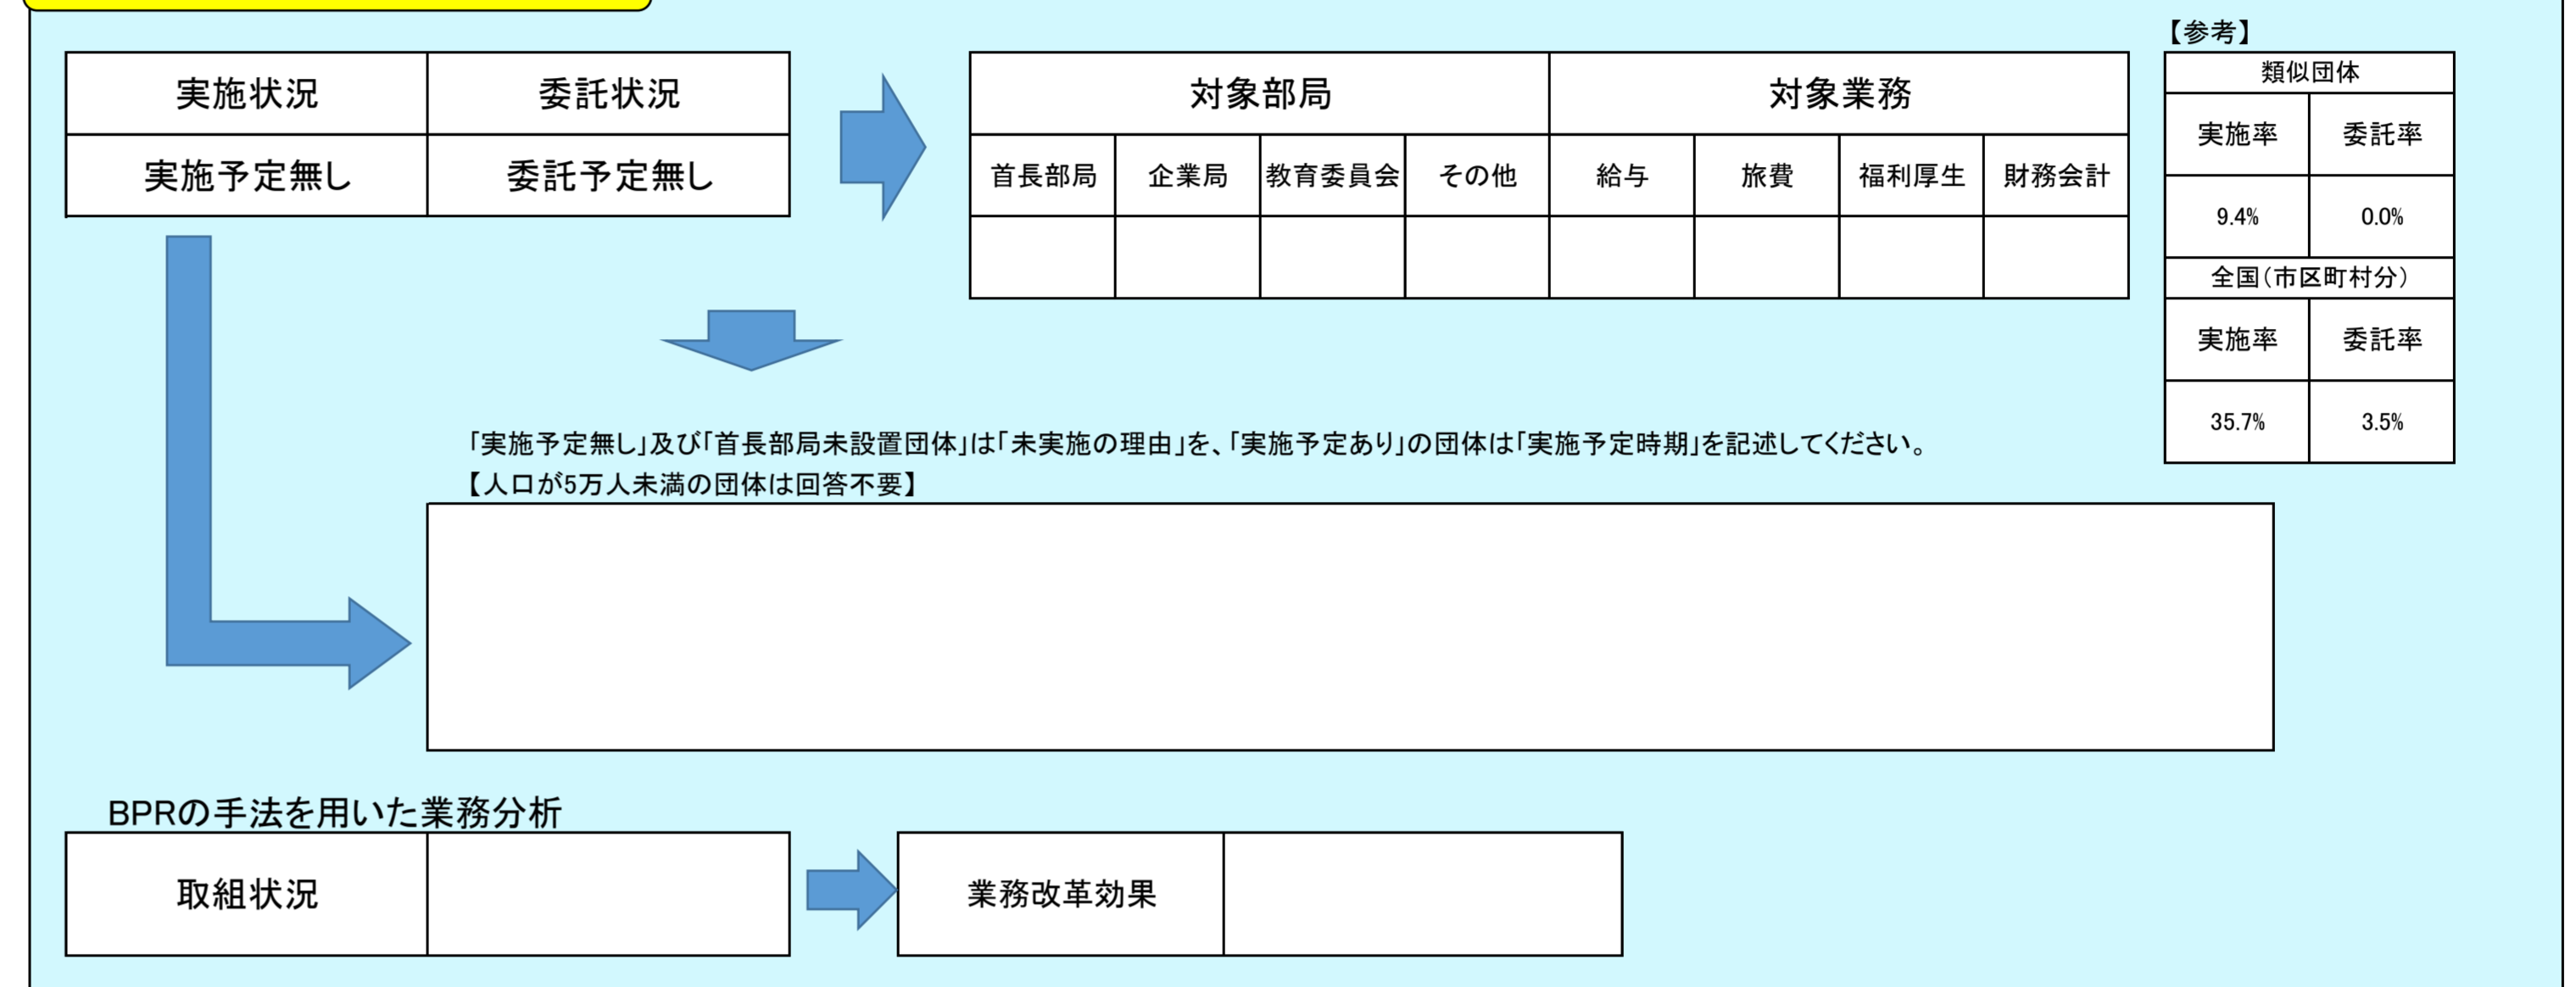 【参考】
実施状況 委託状況
実施予定無し 委託予定無し
対象部局 対象業務
首長部局 企業局 教育委員会 その他 給与 旅費 福利厚生 財務会計
類似団体
実施率 委託率
9.4% 0.0%
全国(市区町村分)
実施率 委託率
35.7% 3.5%
「実施予定無し」及び「首長部局未設置団体」は「未実施の理由」を、「実施予定あり」の団体は「実施予定時期」を記述してください。
【人口が5万人未満の団体は回答不要】
BPRの手法を用いた業務分析
取組状況
業務改革効果